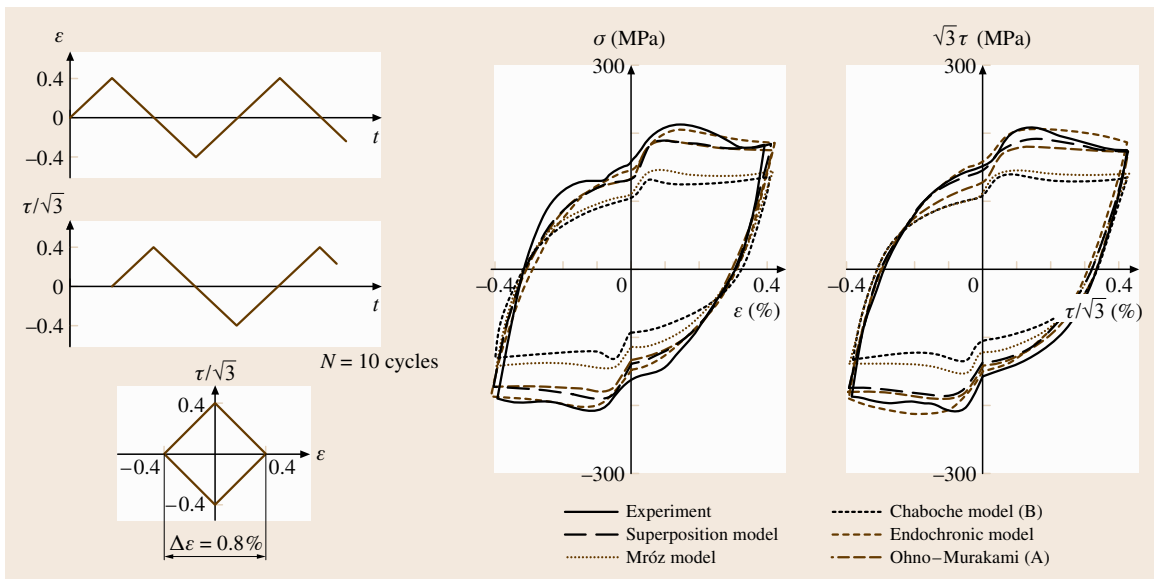 ε
0.4
0
−0.4
t
τ/√3
0.4
0
−0.4
t
N = 10 cycles
τ/√3
0.4
−0.4
0.4
ε
−0.4
Δε = 0.8%
σ (MPa)
300
−0.4
0
0.4
ε (%)
−300
√3 τ (MPa)
300
−0.4
0
0.4
τ/√3 (%)
−300
Experiment
Superposition model
Mróz model
Chaboche model (B)
Endochronic model
Ohno–Murakami (A)